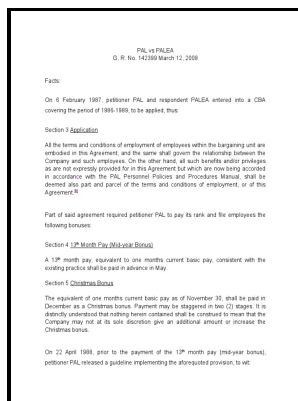 PAL vs PALEA
G. R. No. 142399 March 12, 2008
Facts:
On 6 February 1987, petitioner PAL and respondent PALEA entered into a CBA
covering the period of 1986-1989, to be applied, thus:
Section 3 Application
All the terms and conditions of employment of employees within the bargaining unit are
embodied in this Agreement, and the same shall govern the relationship between the
Company and such employees. On the other hand, all such benefits and/or privileges
as are not expressly provided for in this Agreement but which are now being accorded
in accordance with the PAL Personnel Policies and Procedures Manual, shall be
deemed also part and parcel of the terms and conditions of employment, or of this
Agreement.
Part of said agreement required petitioner PAL to pay its rank and file employees the
following bonuses:
Section 4 13th Month Pay (Mid-year Bonus)
A 13th month pay, equivalent to one months current basic pay, consistent with the
existing practice shall be paid in advance in May.
Section 5 Christmas Bonus
The equivalent of one months current basic pay as of November 30, shall be paid in
December as a Christmas bonus. Payment may be staggered in two (2) stages. It is
distinctly understood that nothing herein contained shall be construed to mean that the
Company may not at its sole discretion give an additional amount or increase the
Christmas bonus.
On 22 April 1988, prior to the payment of the 13th month pay (mid-year bonus),
petitioner PAL released a guideline implementing the aforequoted provision, to wit: